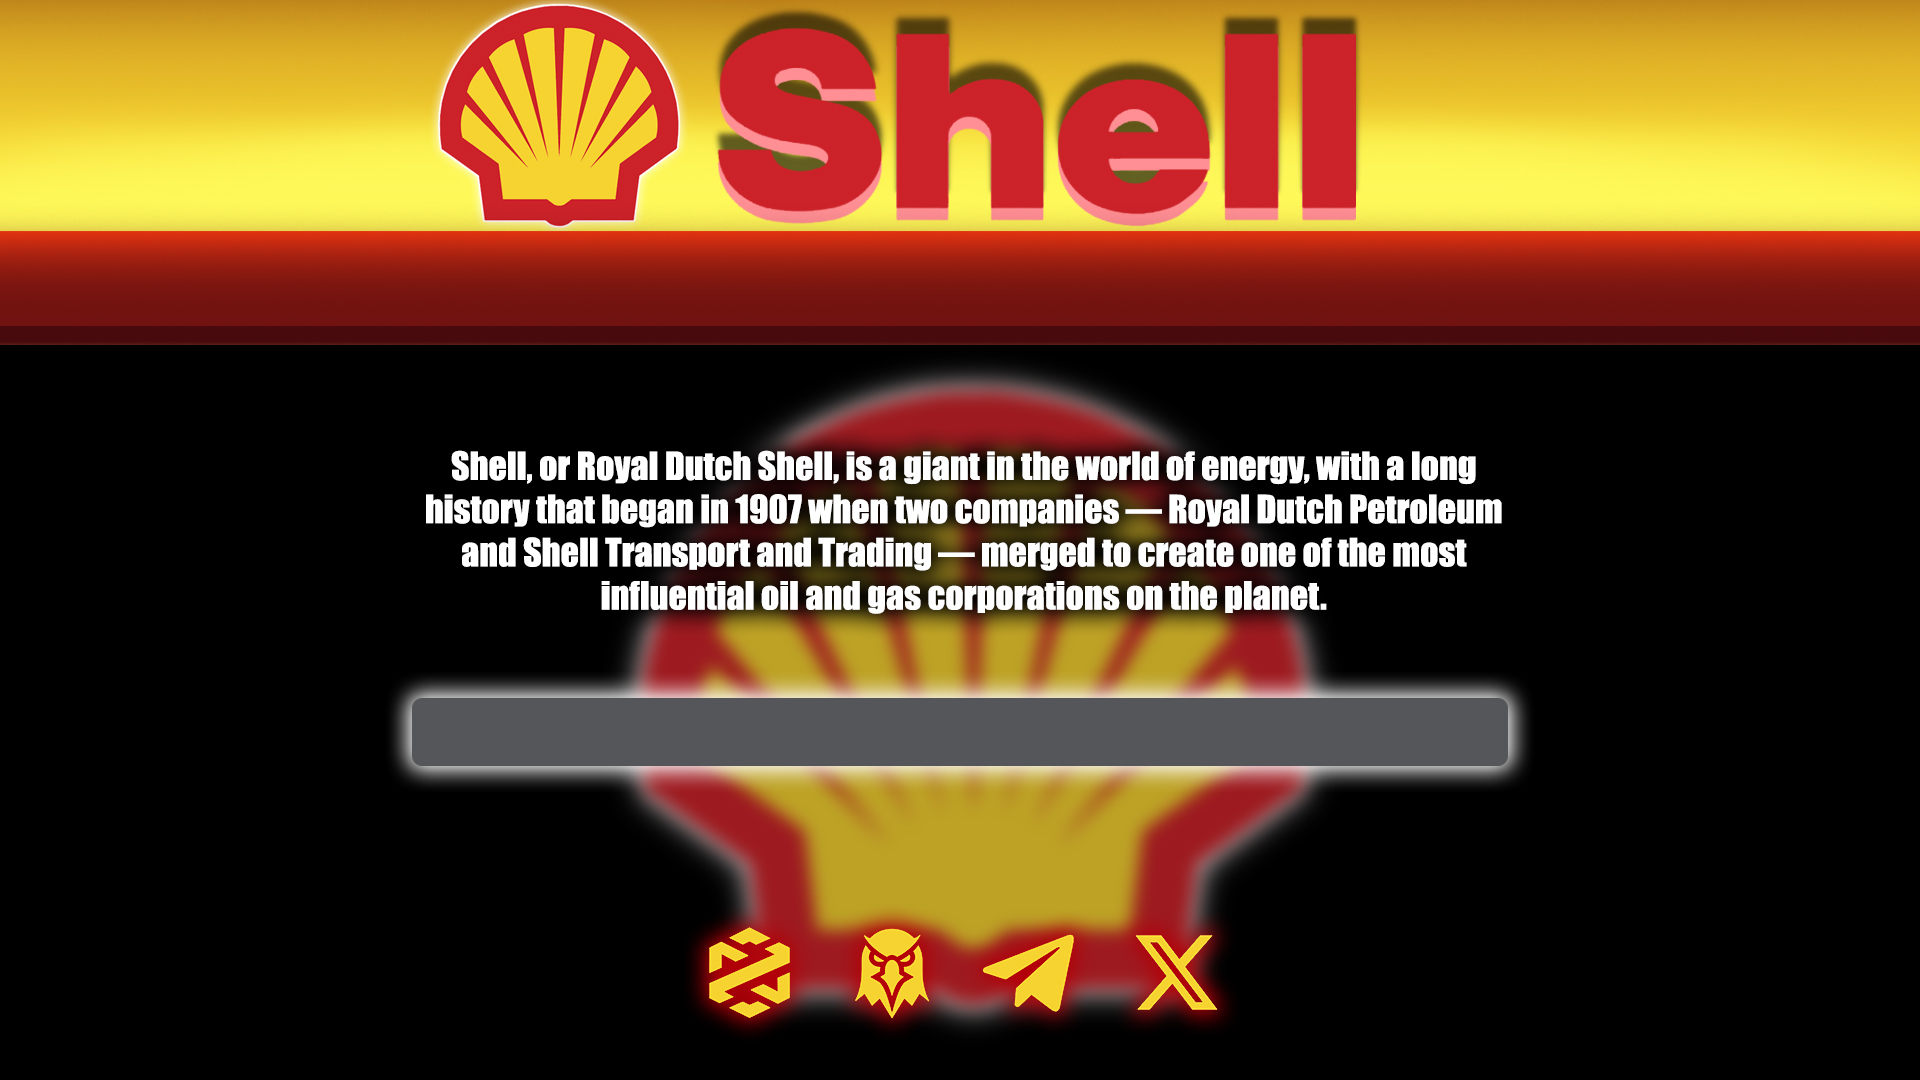 Shell
Shell, or Royal Dutch Shell, is a giant in the world of energy, with a long
history that began in 1907 when two companies — Royal Dutch Petroleum
and Shell Transport and Trading — merged to create one of the most
influential oil and gas corporations on the planet.